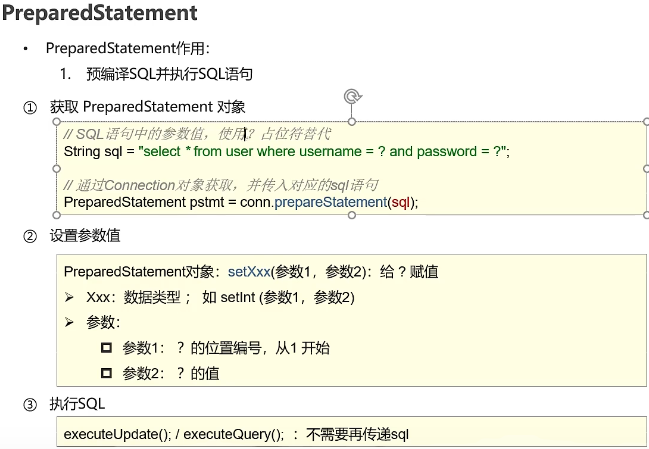 PreparedStatement
• PreparedStatement作用：
1. 预编译SQL并执行SQL语句
① 获取 PreparedStatement 对象
// SQL语句中的参数值，使用？占位符替代
String sql = "select * from user where username = ? and password = ?";
// 通过Connection对象获取，并传入对应的sql语句
PreparedStatement pstmt = conn.prepareStatement(sql);
② 设置参数值
PreparedStatement对象：setXxx(参数1，参数2)：给 ? 赋值
➢ Xxx：数据类型 ； 如 setInt (参数1，参数2)
➢ 参数：
参数1： ？的位置编号，从1 开始
参数2： ？的值
③ 执行SQL
executeUpdate(); / executeQuery(); ：不需要再传递sql